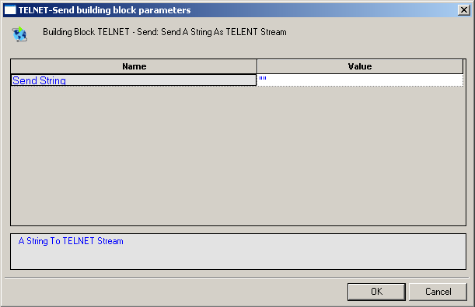 TELNET-Send building block parameters
Building Block TELNET - Send: Send A String As TELENT Stream
Name Value
Send String ""
A String To TELNET Stream
OK Cancel